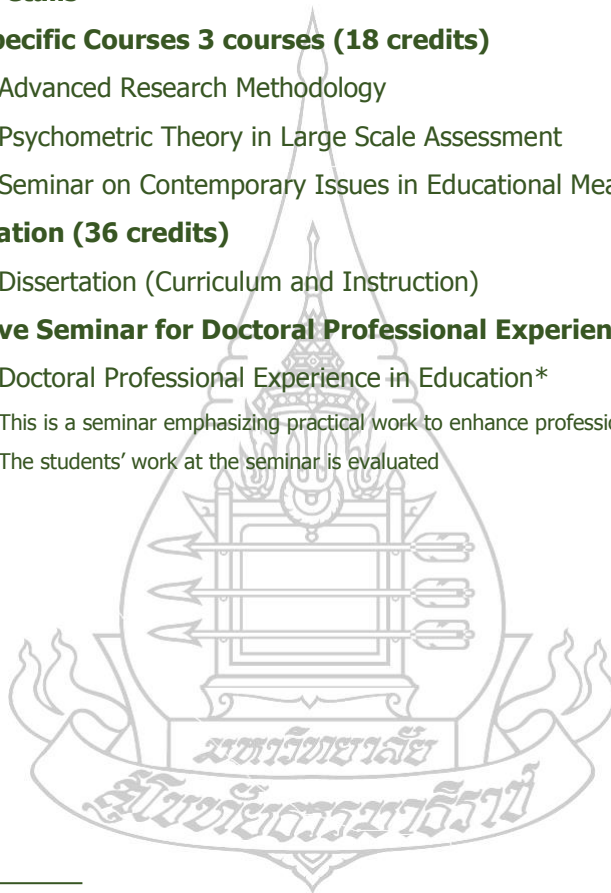 pecific Courses 3 courses (18 credits)
Advanced Research Methodology
Psychometric Theory in Large Scale Assessment
Seminar on Contemporary Issues in Educational Mea
ation (36 credits)
Dissertation (Curriculum and Instruction)
ve Seminar for Doctoral Professional Experien
Doctoral Professional Experience in Education*
This is a seminar emphasizing practical work to enhance professio
The students' work at the seminar is evaluated
มหาวิทยาลัย
สุโขทัยธรรมาธิราช